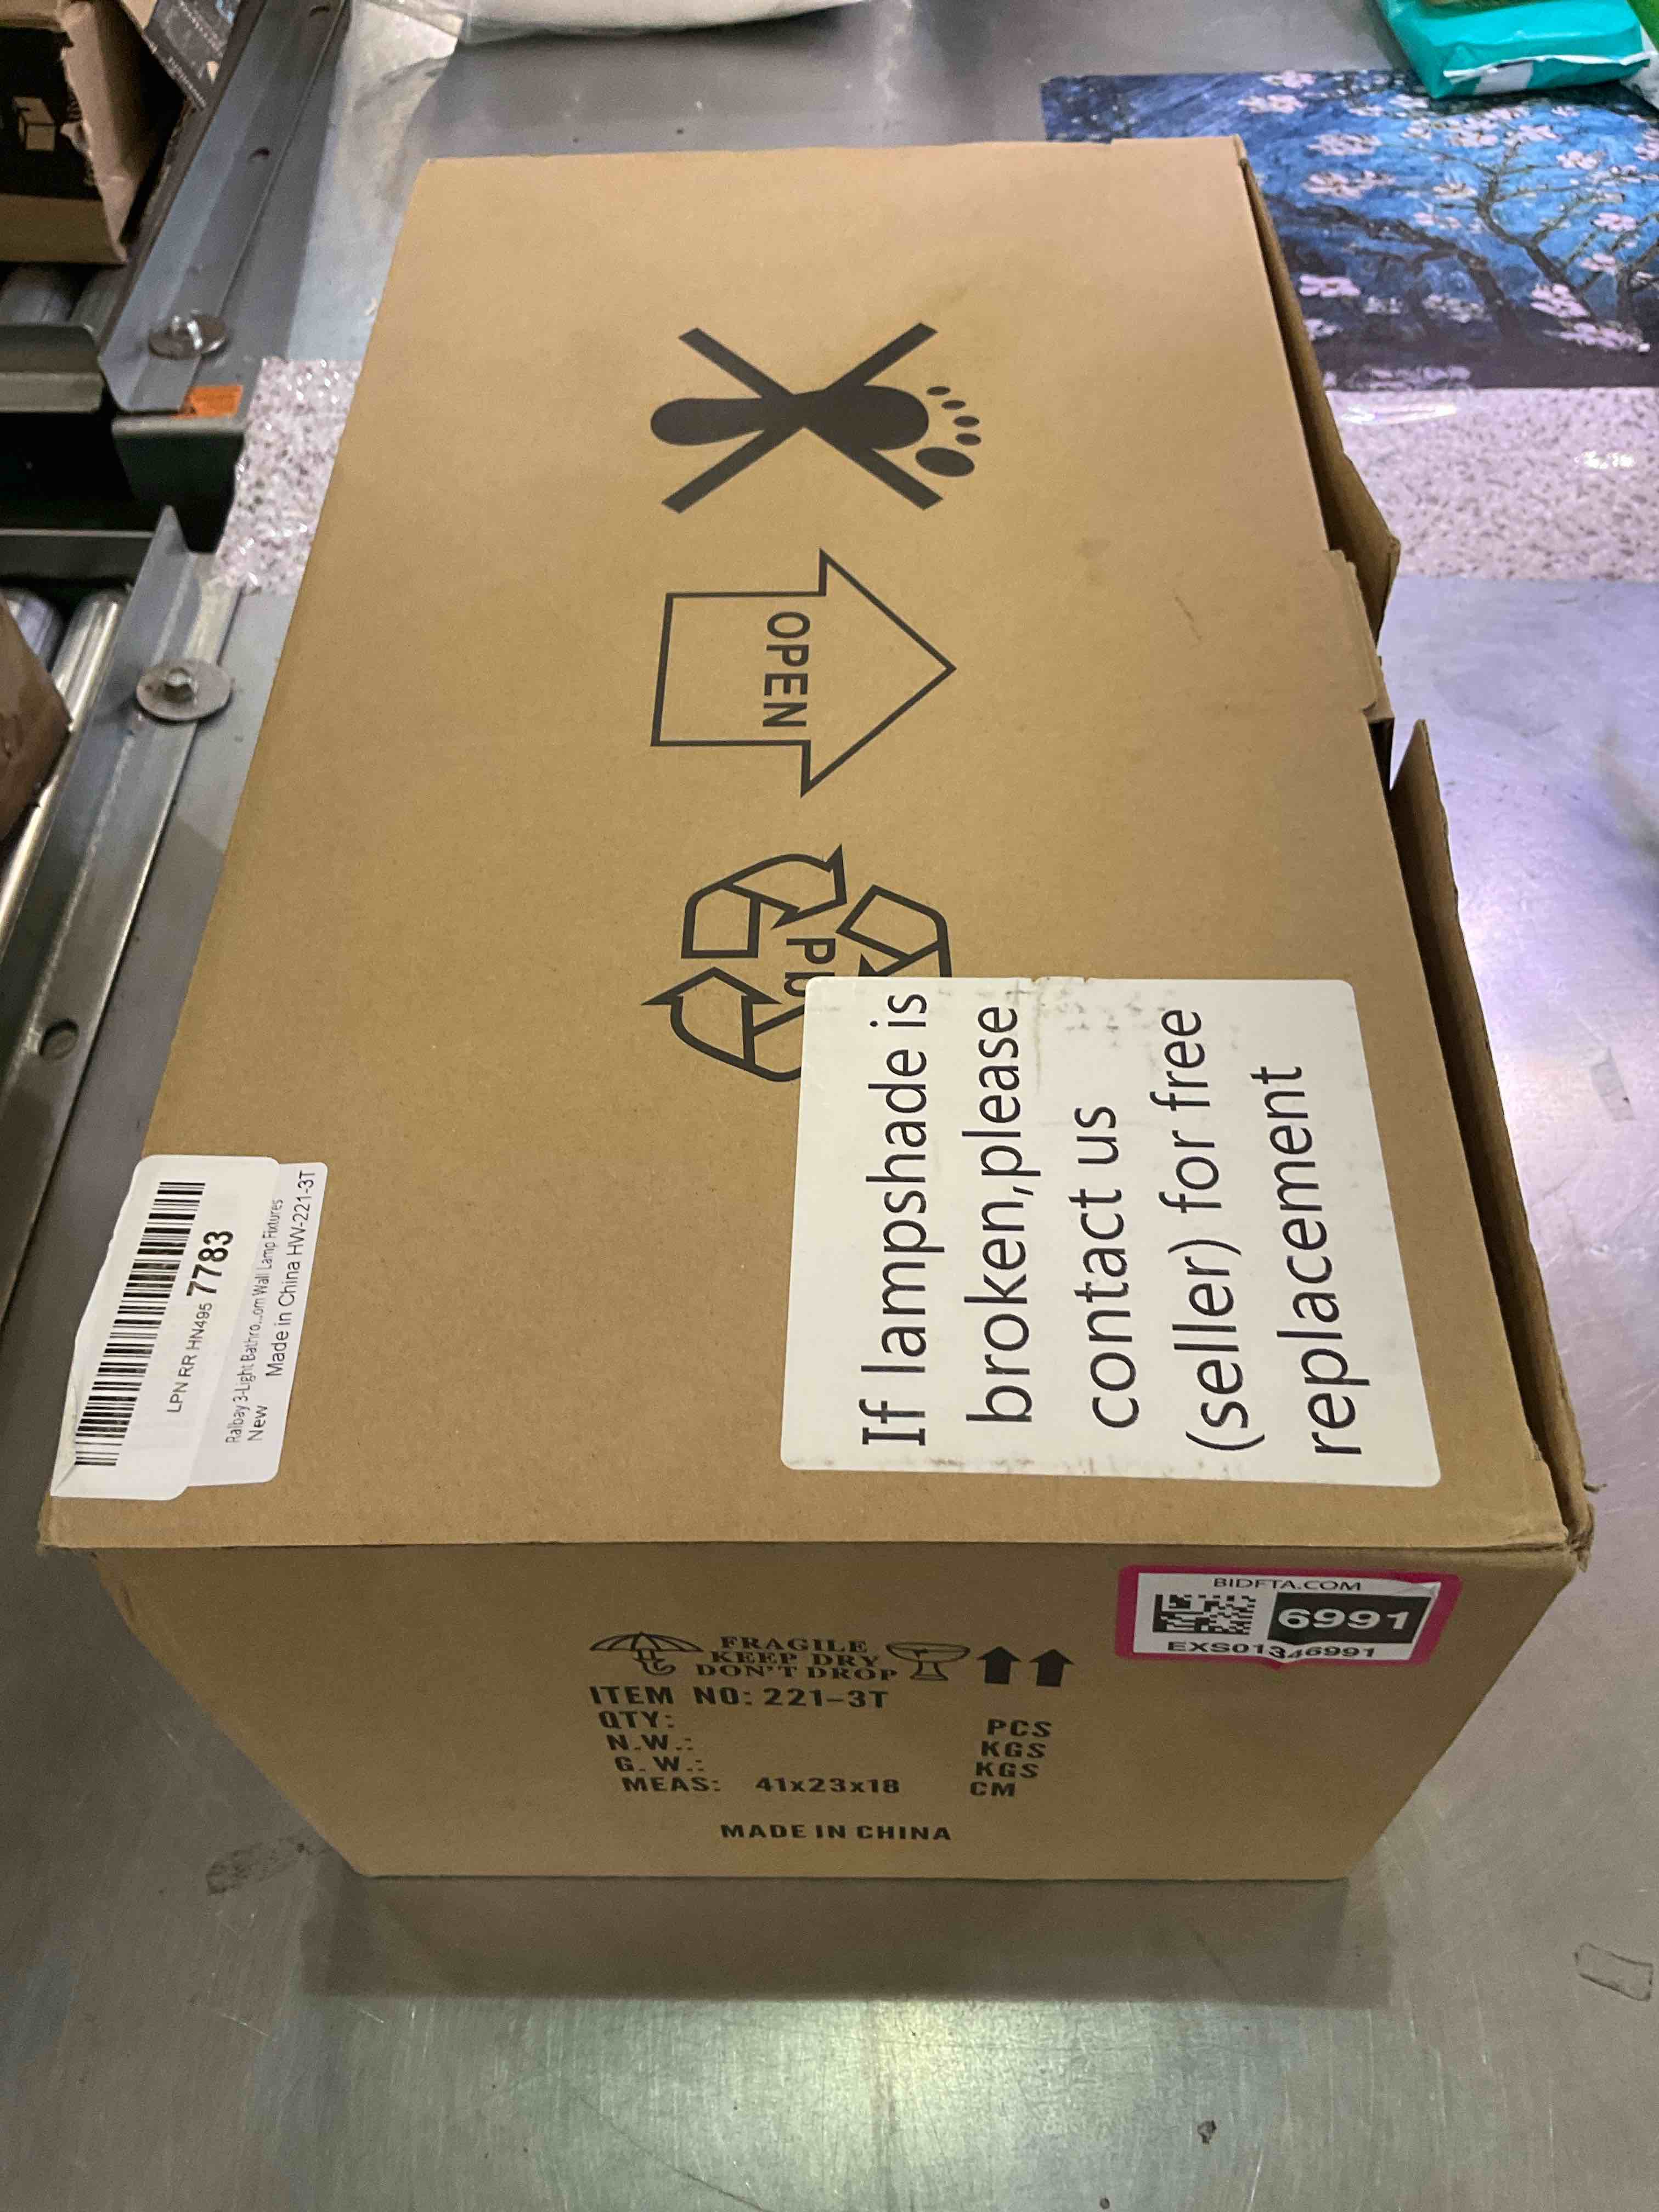 OPEN
If lampshade is
broken,please
contact us
(seller) for free
replacement
LPN RR HN495 7783
Ralbay 3-Light Bathro...om Wall Lamp Fixtures
New
Made in China HW-221-3T
BIDFTA.COM
6991
EXS01346991
FRAGILE
KEEP DRY
DON'T DROP
ITEM NO: 221-3T
QTY: PCS
N.W.: KGS
G.W.: KGS
MEAS: 41x23x18 CM
MADE IN CHINA